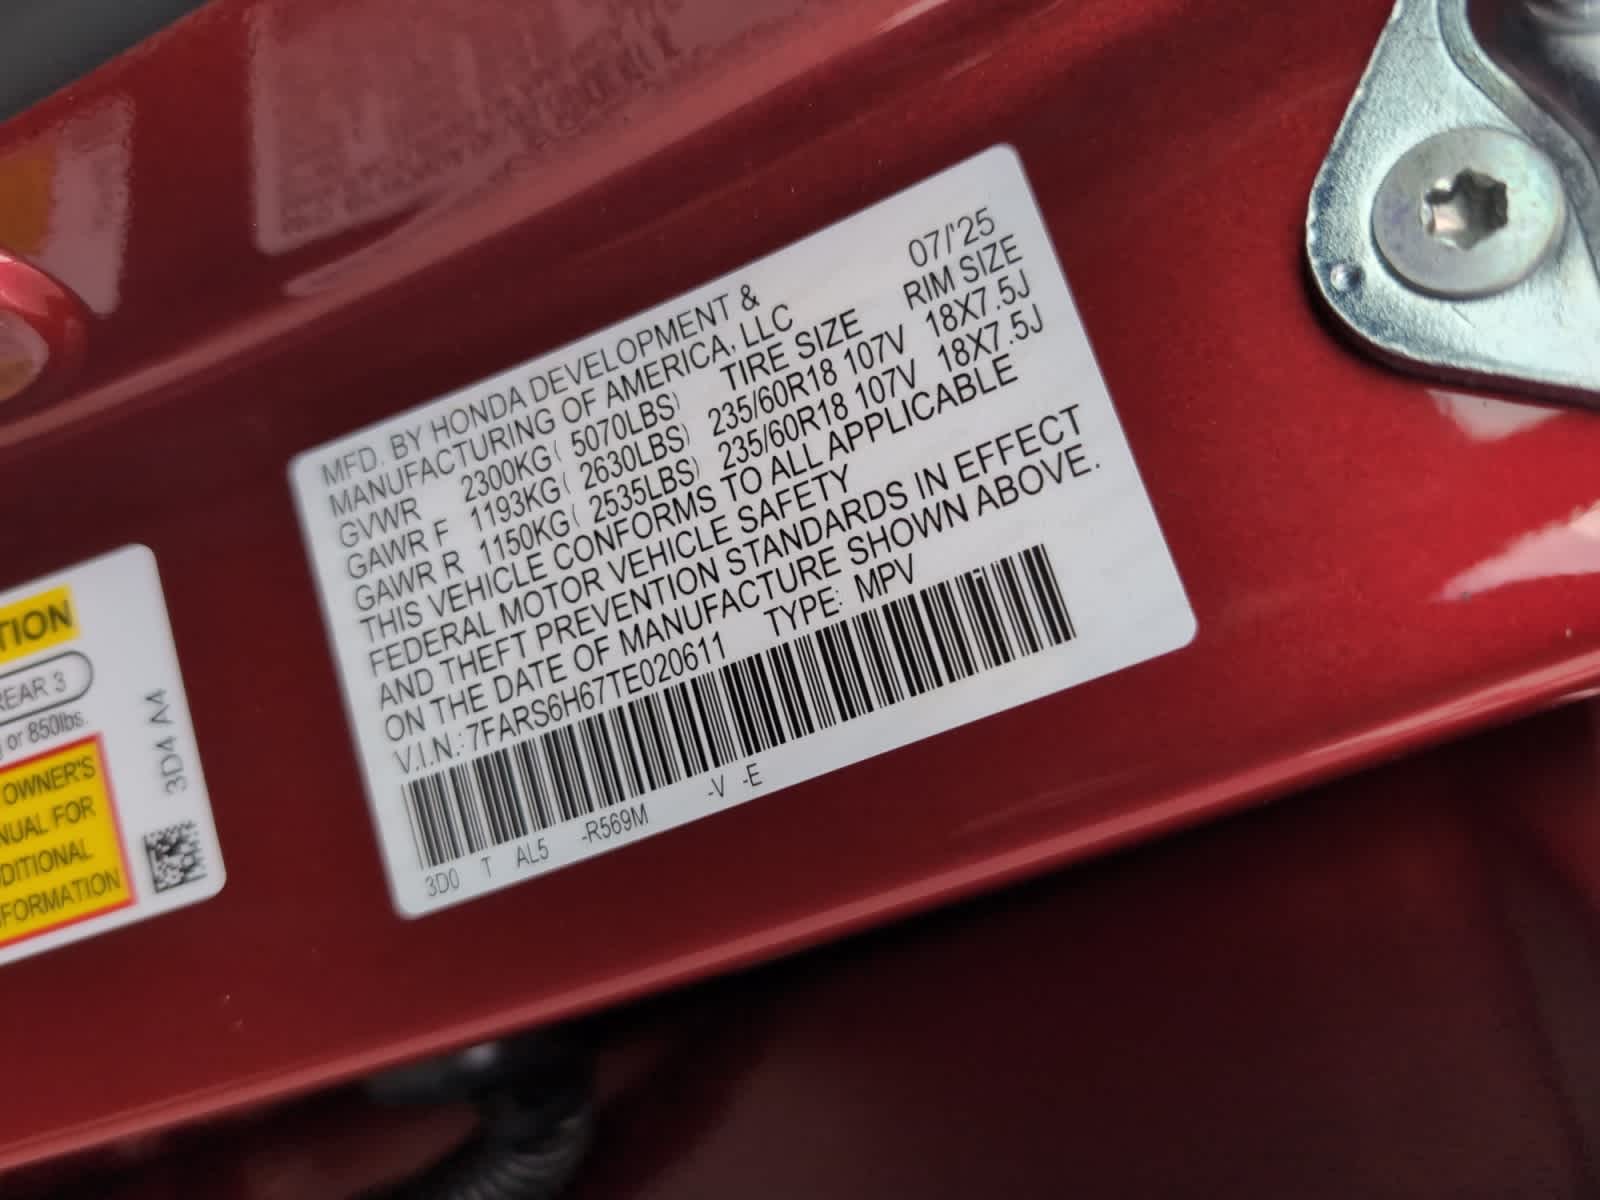 MFD. BY HONDA DEVELOPMENT &
MANUFACTURING OF AMERICA, LLC 07/'25
GVWR 2300KG( 5070LBS) TIRE SIZE RIM SIZE
GAWR F 1193KG( 2630LBS) 235/60R18 107V 18X7.5J
GAWR R 1150KG( 2535LBS) 235/60R18 107V 18X7.5J
THIS VEHICLE CONFORMS TO ALL APPLICABLE
FEDERAL MOTOR VEHICLE SAFETY
AND THEFT PREVENTION STANDARDS IN EFFECT
ON THE DATE OF MANUFACTURE SHOWN ABOVE.
V.I.N.: 7FARS6H67TE020611 TYPE: MPV
3D0 T AL5 -R569M -V -E
TION
REAR 3
or 850lbs.
OWNER'S
NUAL FOR
DDITIONAL
FORMATION
3D4 A4